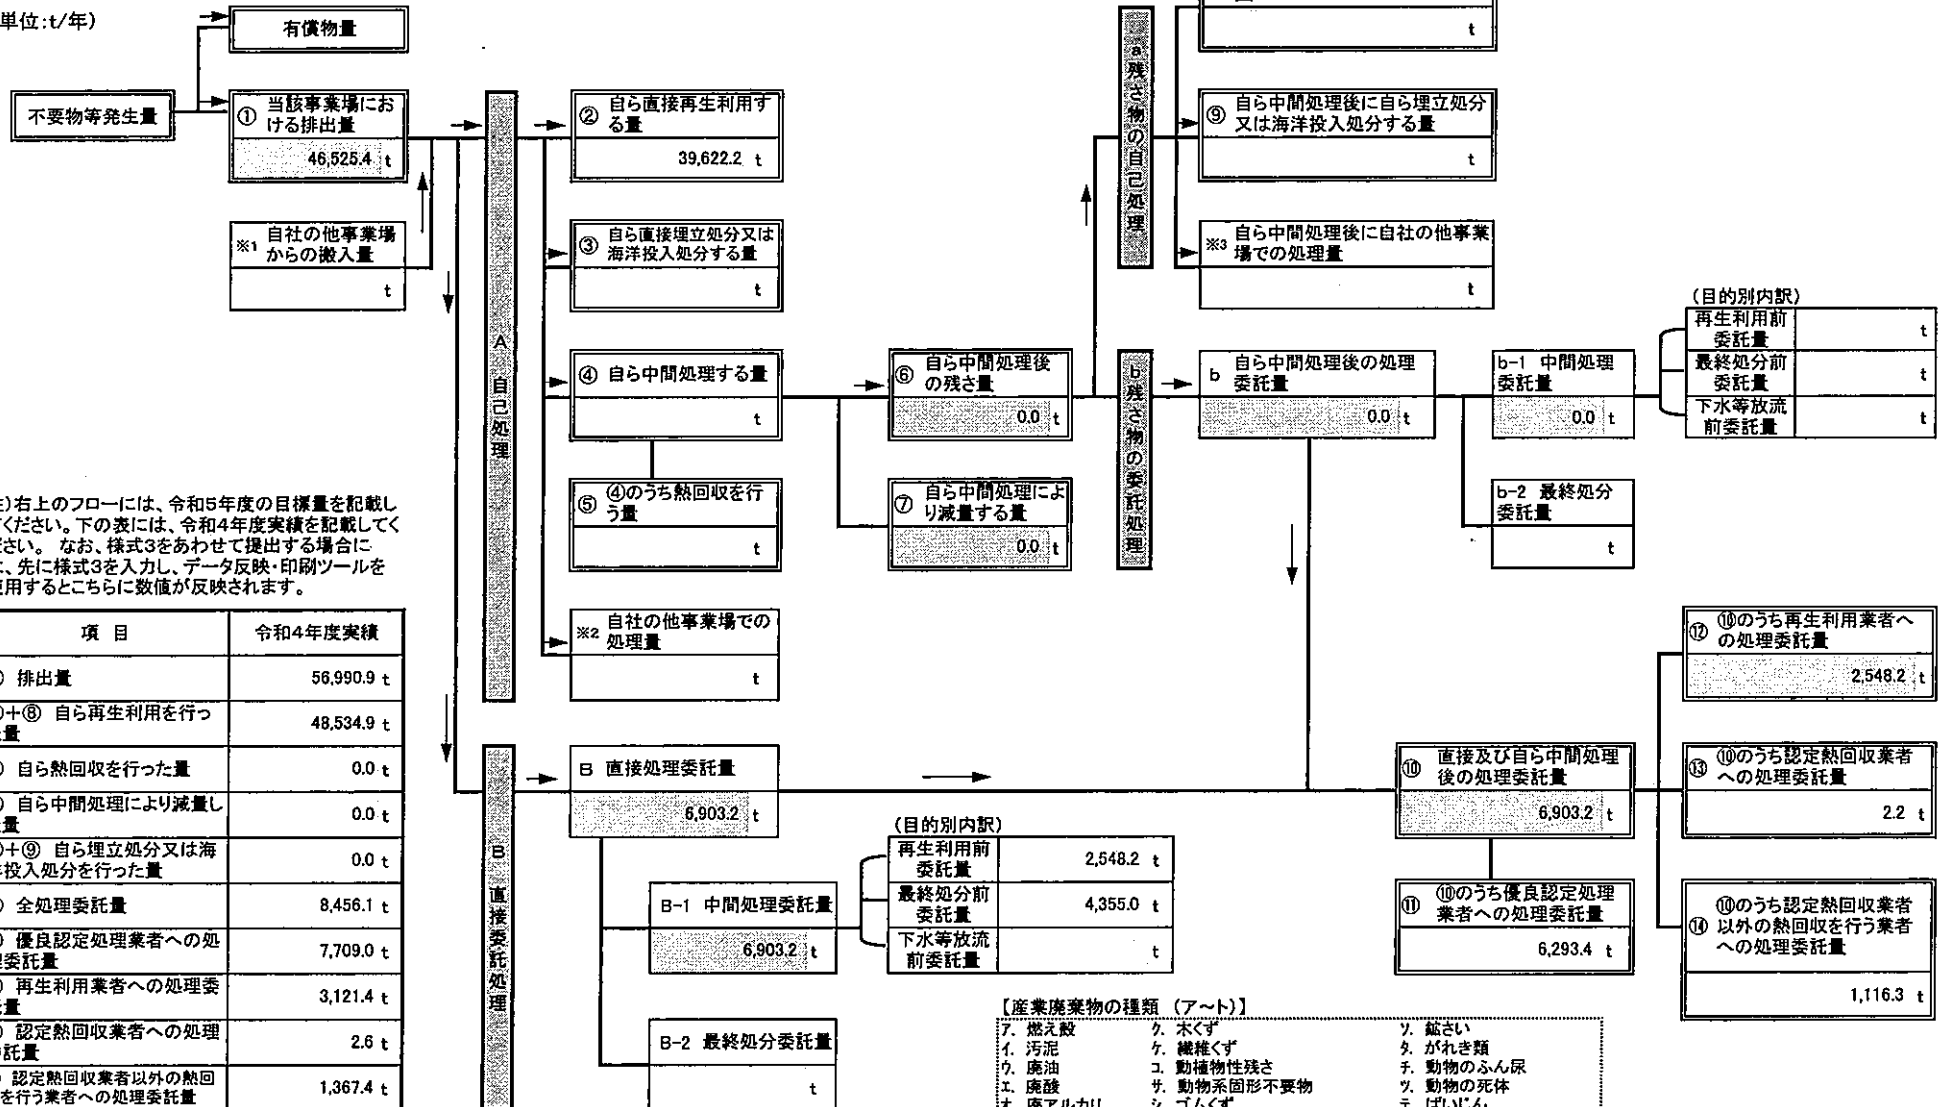 単位:t/年)
有償物量
不要物等発生量
① 当該事業場にお
ける排出量
46,525.4 t
※1 自社の他事業場
からの搬入量
t
A 自己処理
② 自ら直接再生利用す
る量
39,622.2 t
③ 自ら直接埋立処分又は
海洋投入処分する量
t
④ 自ら中間処理する量
t
⑤ ④のうち熱回収を行
う量
t
※2 自社の他事業場での
処理量
t
⑥ 自ら中間処理後
の残さ量
0.0 t
⑦ 自ら中間処理によ
り減量する量
0.0 t
a 残さ物の自己処理
t
⑨ 自ら中間処理後に自ら埋立処分
又は海洋投入処分する量
t
※3 自ら中間処理後に自社の他事業
場での処理量
t
b 残さ物の委託処理
b 自ら中間処理後の処理
委託量
0.0 t
b-1 中間処理
委託量
0.0 t
(目的別内訳)
再生利用前
委託量 t
最終処分前
委託量 t
下水等放流
前委託量 t
b-2 最終処分
委託量
t
)右上のフローには、令和5年度の目標量を記載し
ください。下の表には、令和4年度実績を記載してく
さい。 なお、様式3をあわせて提出する場合に
、先に様式3を入力し、データ反映・印刷ツールを
用するとこちらに数値が反映されます。
項 目 令和4年度実績
) 排出量 56,990.9 t
)+⑧ 自ら再生利用を行っ
量 48,534.9 t
) 自ら熱回収を行った量 0.0 t
) 自ら中間処理により減量し
量 0.0 t
)+⑨ 自ら埋立処分又は海
投入処分を行った量 0.0 t
) 全処理委託量 8,456.1 t
) 優良認定処理業者への処
委託量 7,709.0 t
) 再生利用業者への処理委
量 3,121.4 t
) 認定熱回収業者への処理
託量 2.6 t
) 認定熱回収業者以外の熱回
を行う業者への処理委託量 1,367.4 t
B 直接委託処理
B 直接処理委託量
6,903.2 t
B-1 中間処理委託量
6,903.2 t
B-2 最終処分委託量
t
(目的別内訳)
再生利用前
委託量 2,548.2 t
最終処分前
委託量 4,355.0 t
下水等放流
前委託量 t
⑩ 直接及び自ら中間処理
後の処理委託量
6,903.2 t
⑪ ⑩のうち優良認定処理
業者への処理委託量
6,293.4 t
⑫ ⑩のうち再生利用業者へ
の処理委託量
2,548.2 t
⑬ ⑩のうち認定熱回収業者
への処理委託量
2.2 t
⑭ ⑩のうち認定熱回収業者
以外の熱回収を行う業者
への処理委託量
1,116.3 t
【産業廃棄物の種類 (ア~ト)】
ア. 燃え殻 ク. 木くず ソ. 鉱さい
イ. 汚泥 ケ. 繊維くず タ. がれき類
ウ. 廃油 コ. 動植物性残さ チ. 動物のふん尿
エ. 廃酸 サ. 動物系固形不要物 ツ. 動物の死体
オ. 廃アルカリ シ. ゴムくず テ. ばいじん